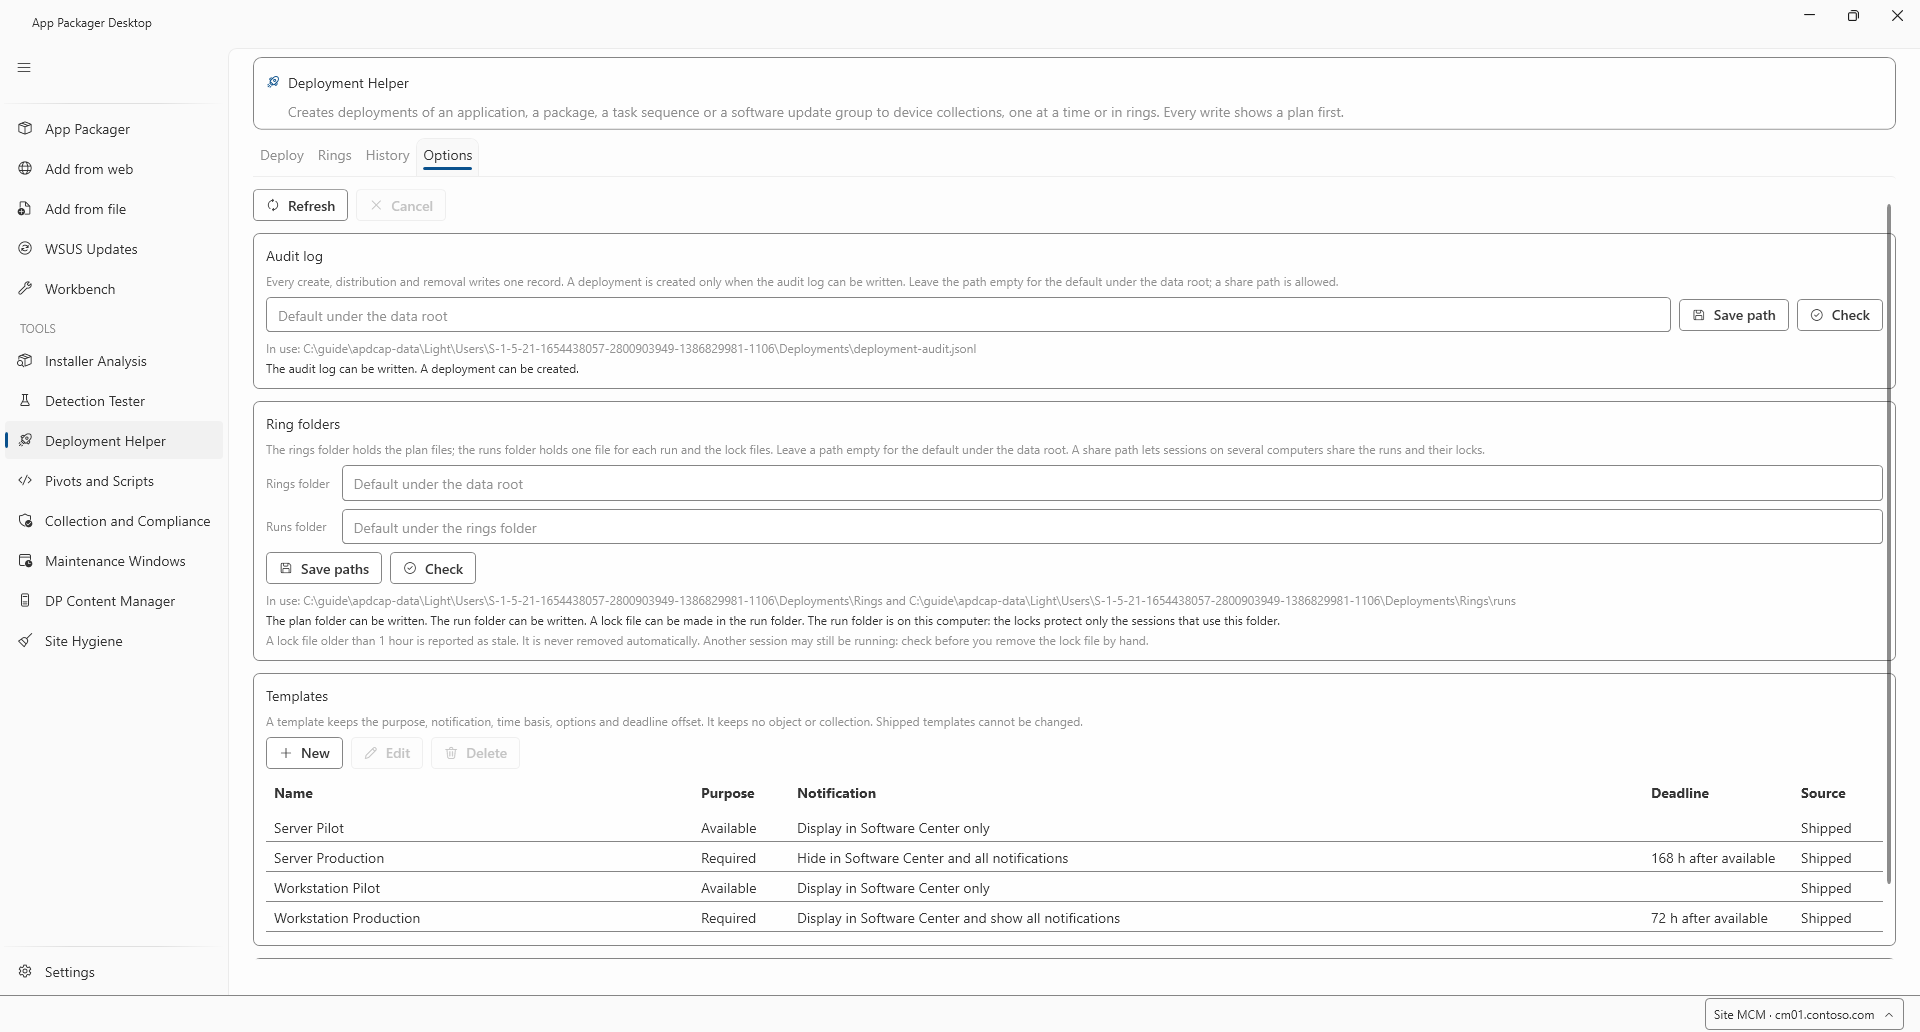 App Packager Desktop
App Packager
Add from web
Add from file
WSUS Updates
Workbench
TOOLS
Installer Analysis
Detection Tester
Deployment Helper
Pivots and Scripts
Collection and Compliance
Maintenance Windows
DP Content Manager
Site Hygiene
Settings
Deployment Helper
Creates deployments of an application, a package, a task sequence or a software update group to device collections, one at a time or in rings. Every write shows a plan first.
Deploy Rings History Options
Refresh Cancel
Audit log
Every create, distribution and removal writes one record. A deployment is created only when the audit log can be written. Leave the path empty for the default under the data root; a share path is allowed.
Default under the data root Save path Check
In use: C:\guide\apdcap-data\Light\Users\S-1-5-21-1654438057-2800903949-1386829981-1106\Deployments\deployment-audit.jsonl
The audit log can be written. A deployment can be created.
Ring folders
The rings folder holds the plan files; the runs folder holds one file for each run and the lock files. Leave a path empty for the default under the data root. A share path lets sessions on several computers share the runs and their locks.
Rings folder Default under the data root
Runs folder Default under the rings folder
Save paths Check
In use: C:\guide\apdcap-data\Light\Users\S-1-5-21-1654438057-2800903949-1386829981-1106\Deployments\Rings and C:\guide\apdcap-data\Light\Users\S-1-5-21-1654438057-2800903949-1386829981-1106\Deployments\Rings\runs
The plan folder can be written. The run folder can be written. A lock file can be made in the run folder. The run folder is on this computer: the locks protect only the sessions that use this folder.
A lock file older than 1 hour is reported as stale. It is never removed automatically. Another session may still be running: check before you remove the lock file by hand.
Templates
A template keeps the purpose, notification, time basis, options and deadline offset. It keeps no object or collection. Shipped templates cannot be changed.
New Edit Delete
Name Purpose Notification Deadline Source
Server Pilot Available Display in Software Center only Shipped
Server Production Required Hide in Software Center and all notifications 168 h after available Shipped
Workstation Pilot Available Display in Software Center only Shipped
Workstation Production Required Display in Software Center and show all notifications 72 h after available Shipped
Site MCM · cm01.contoso.com